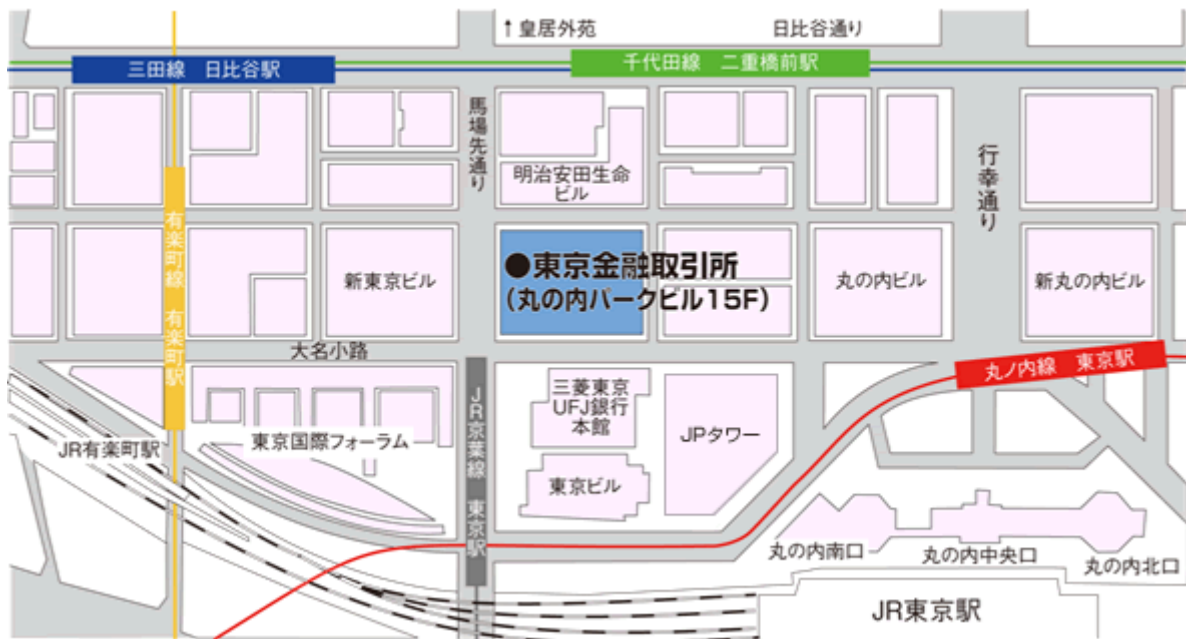 ↑皇居外苑
日比谷通り
三田線 日比谷駅
千代田線 二重橋前駅
馬場先通り
明治安田生命
ビル
行幸通り
有楽町線 有楽町駅
新東京ビル
●東京金融取引所
(丸の内パークビル15F)
丸の内ビル
新丸の内ビル
大名小路
丸ノ内線 東京駅
JR京葉線 東京駅
三菱東京
UFJ銀行
本館
JPタワー
JR有楽町駅
東京国際フォーラム
東京ビル
丸の内南口
丸の内中央口
丸の内北口
JR東京駅